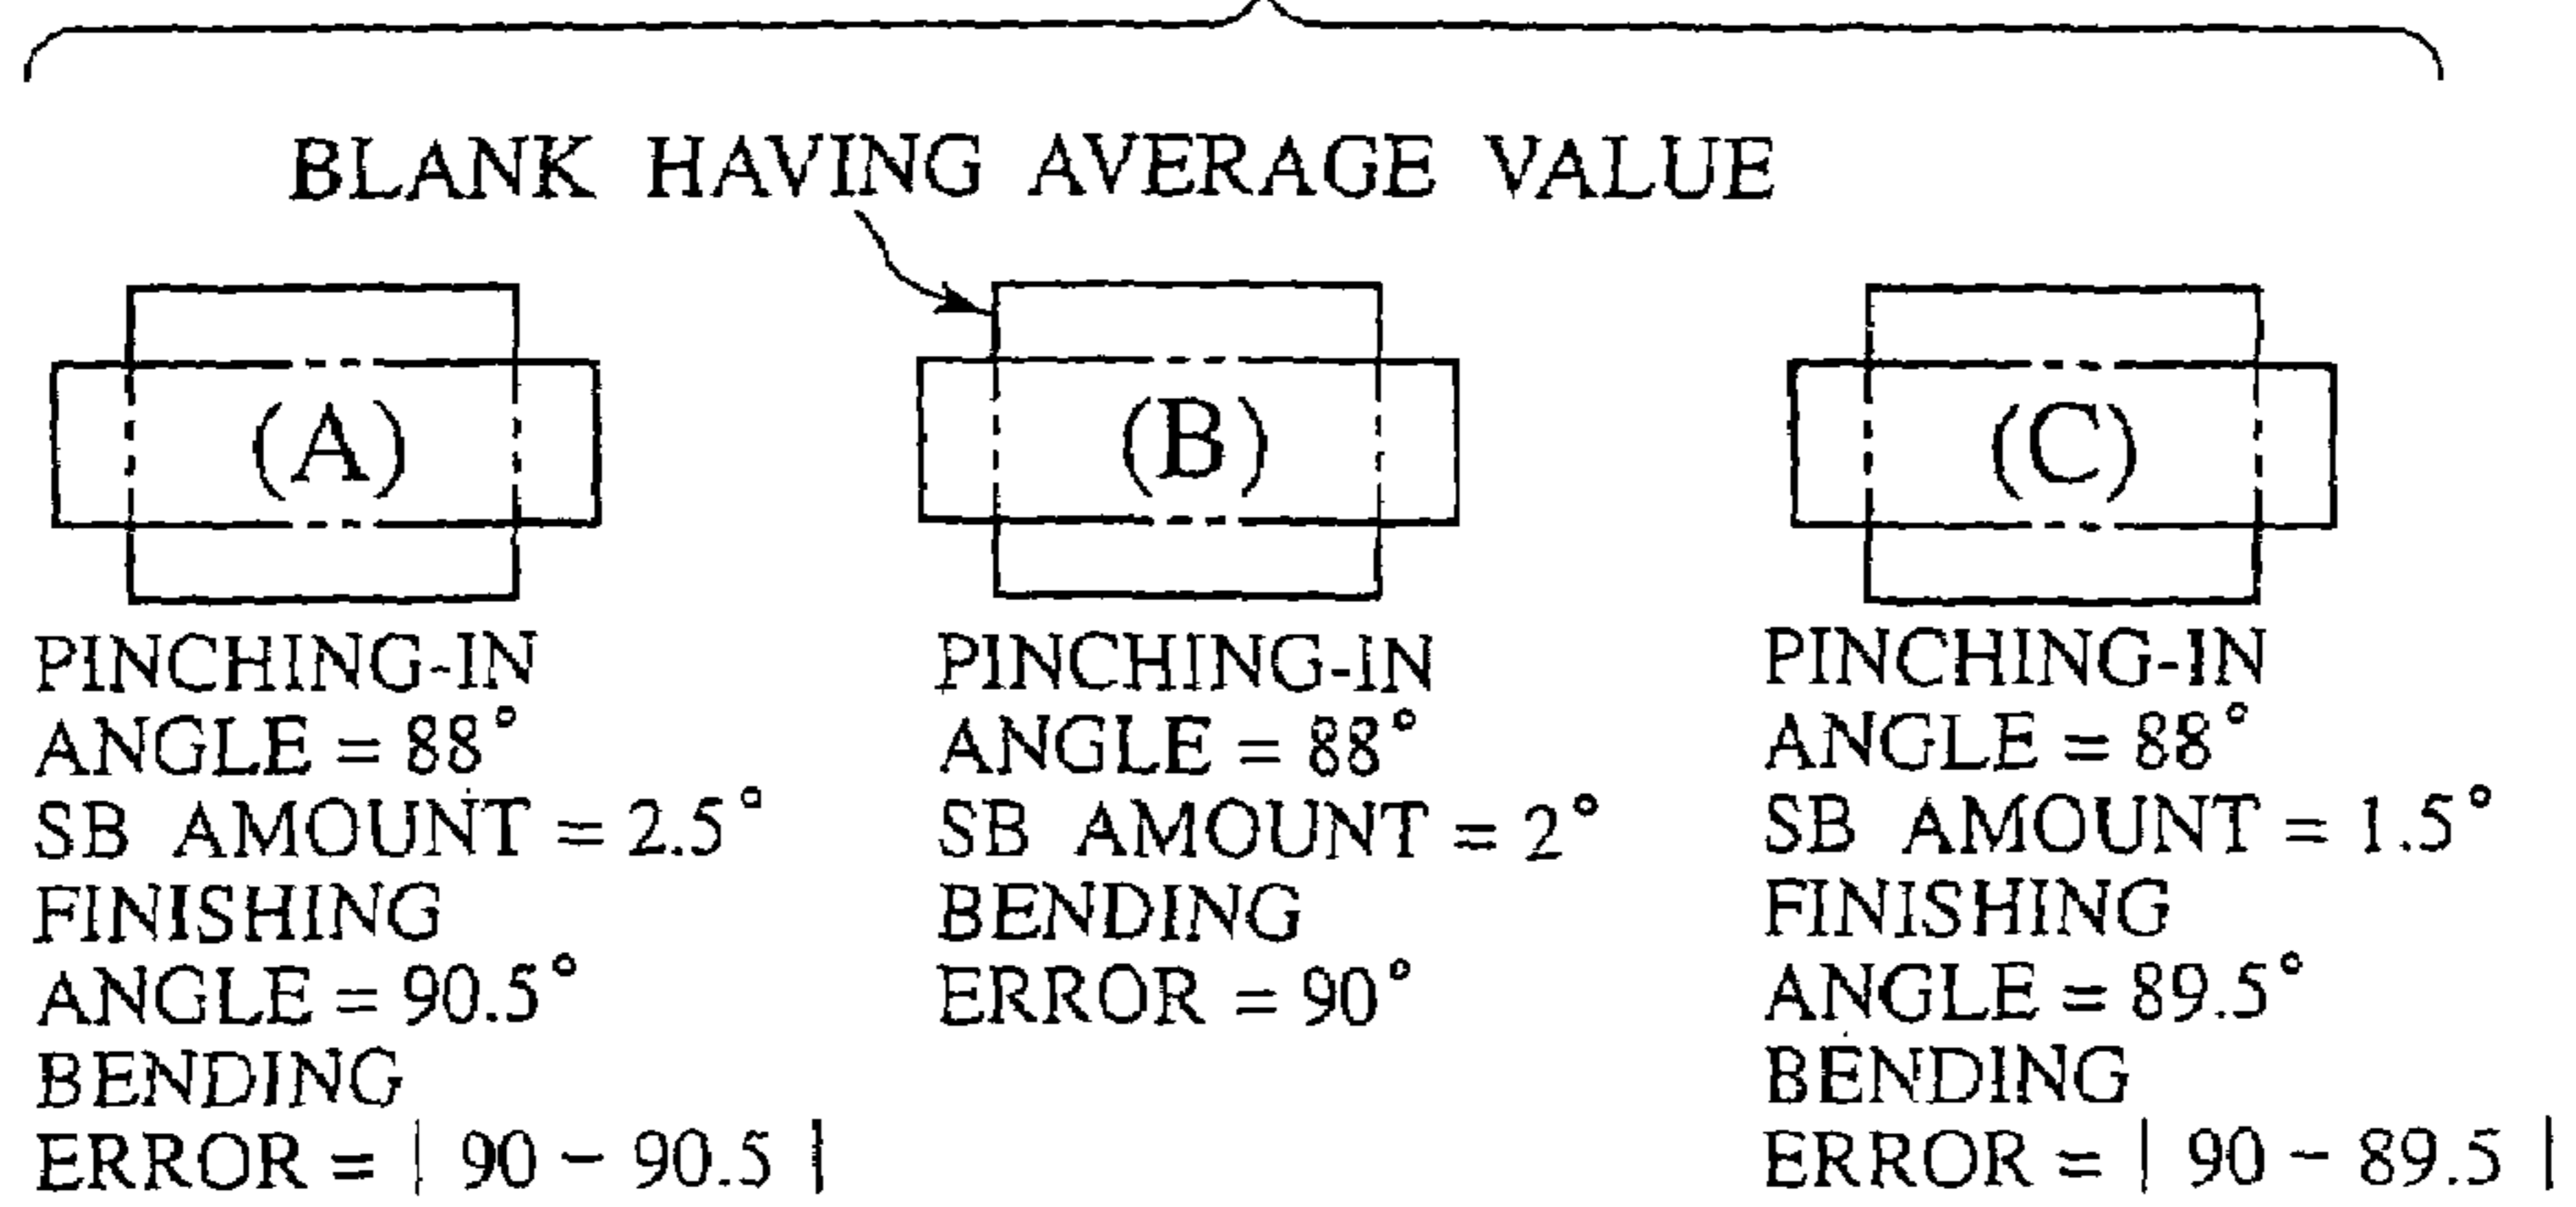 BLANK HAVING AVERAGE VALUE
(A)
PINCHING-IN
ANGLE = 88°
SB AMOUNT = 2.5°
FINISHING
ANGLE = 90.5°
BENDING
ERROR = | 90 − 90.5 |
(B)
PINCHING-IN
ANGLE = 88°
SB AMOUNT = 2°
BENDING
ERROR = 90°
(C)
PINCHING-IN
ANGLE = 88°
SB AMOUNT = 1.5°
FINISHING
ANGLE = 89.5°
BENDING
ERROR = | 90 − 89.5 |